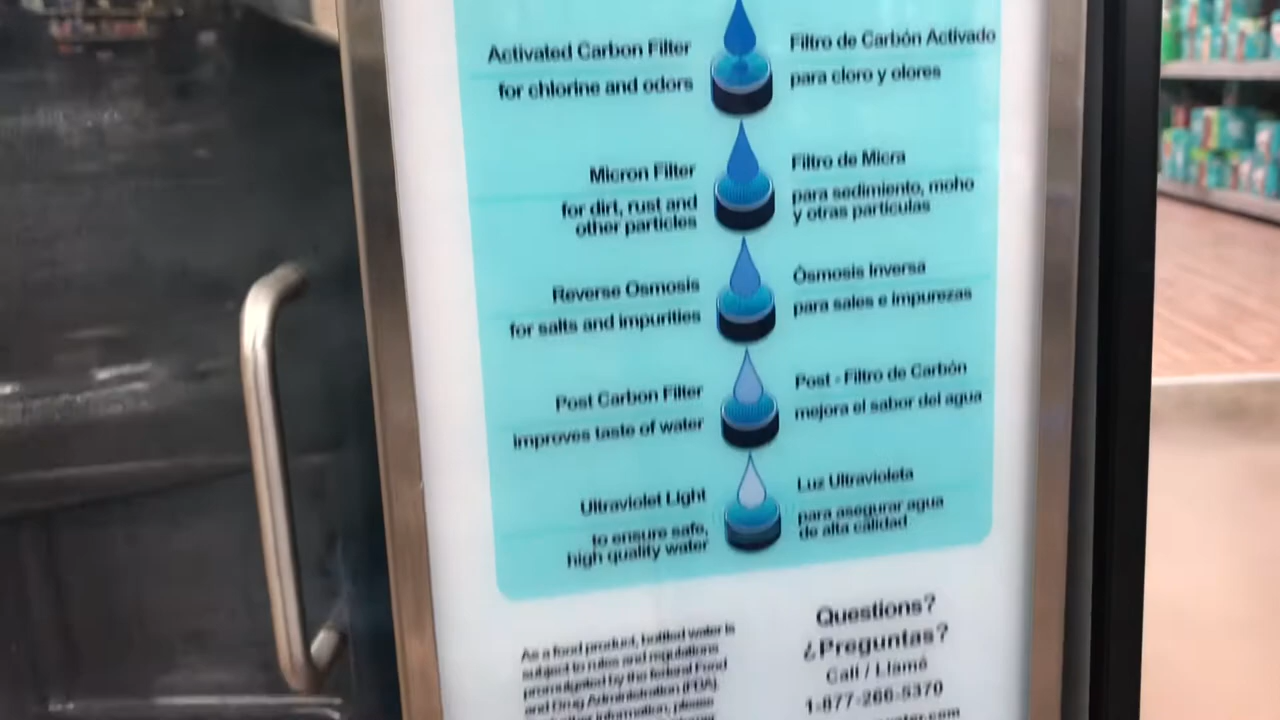 Activated Carbon Filter
for chlorine and odors
Filtro de Carbón Activado
para cloro y olores
Micron Filter
for dirt, rust and
other particles
Filtro de Micra
para sedimiento, moho
y otras particulas
Reverse Osmosis
for salts and impurities
Ósmosis Inversa
para sales e impurezas
Post Carbon Filter
improves taste of water
Post - Filtro de Carbón
mejora el sabor del agua
Ultraviolet Light
to ensure safe,
high quality water
Luz Ultravioleta
para asegurar agua
de alta calidad
As a food product, bottled water is
subject to rules and regulations
promulgated by the federal Food
and Drug Administration (FDA)
information, please
Questions?
¿Preguntas?
Call / Llamé
1-877-266-5370